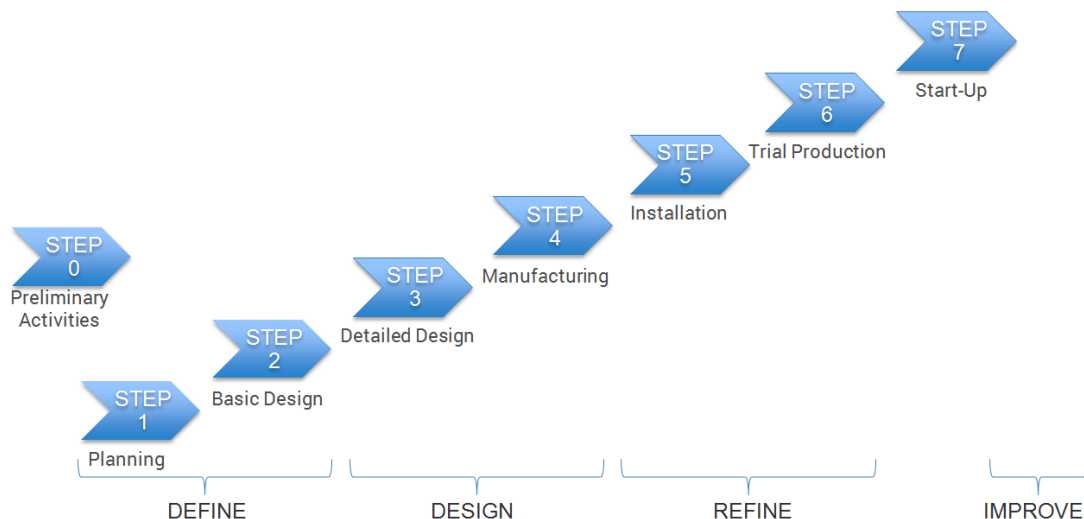 STEP
0
Preliminary
Activities
STEP
1
Planning
STEP
2
Basic Design
STEP
3
Detailed Design
STEP
4
Manufacturing
STEP
5
Installation
STEP
6
Trial Production
STEP
7
Start-Up
DEFINE
DESIGN
REFINE
IMPROVE